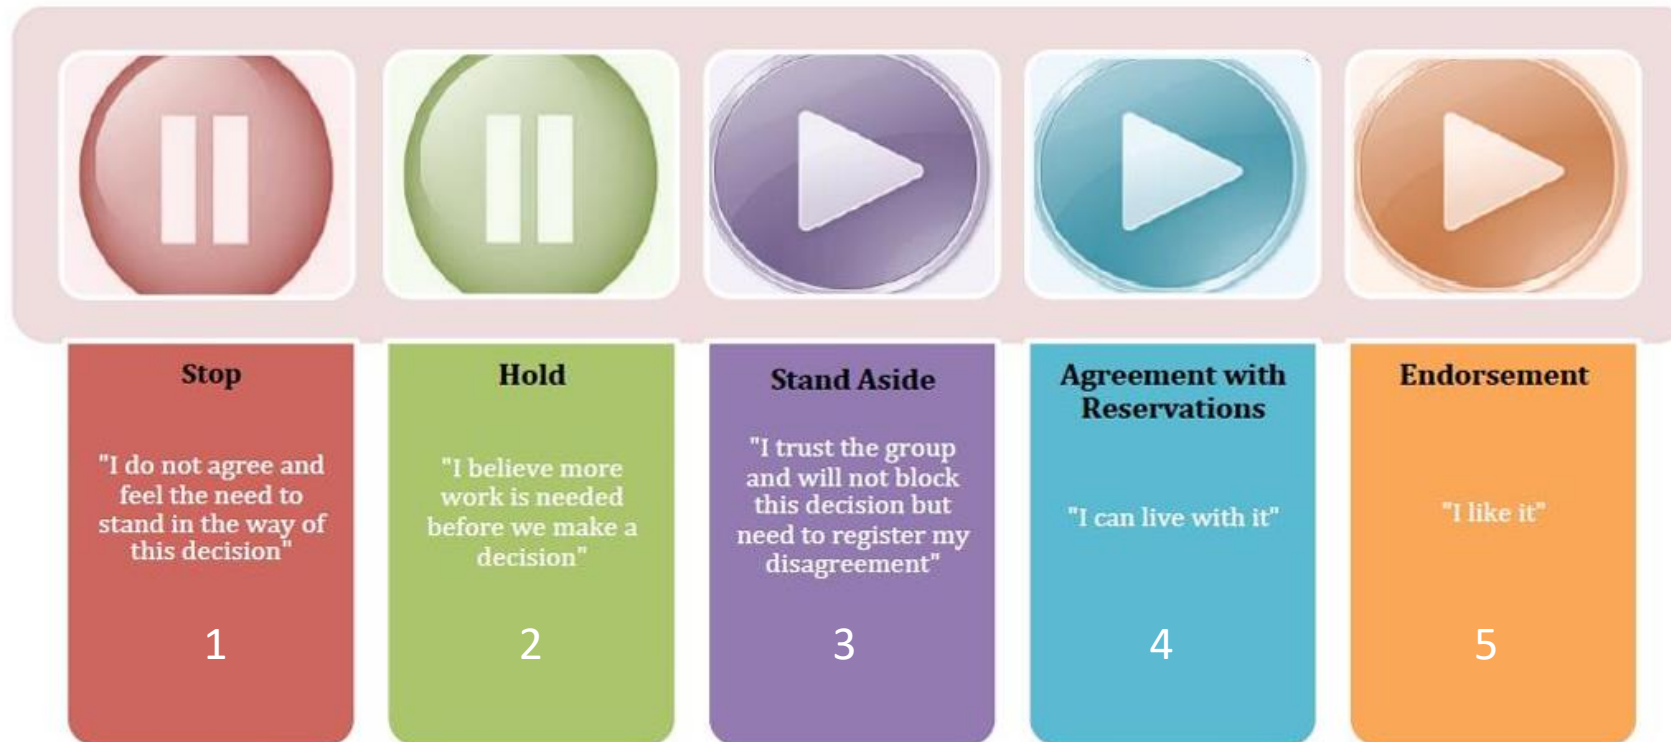 Stop
"I do not agree and
feel the need to
stand in the way of
this decision"
1
Hold
"I believe more
work is needed
before we make a
decision"
2
Stand Aside
"I trust the group
and will not block
this decision but
need to register my
disagreement"
3
Agreement with
Reservations
"I can live with it"
4
Endorsement
"I like it"
5